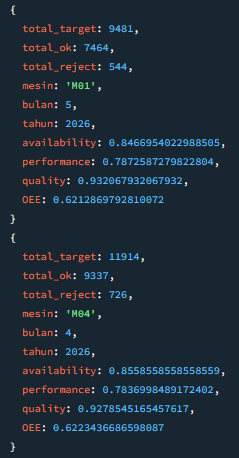 {
total_target: 9481,
total_ok: 7464,
total_reject: 544,
mesin: 'M01',
bulan: 5,
tahun: 2026,
availability: 0.8466954022988505,
performance: 0.7872587279822804,
quality: 0.932067932067932,
OEE: 0.6212869792810072
}
{
total_target: 11914,
total_ok: 9337,
total_reject: 726,
mesin: 'M04',
bulan: 4,
tahun: 2026,
availability: 0.8558558558558559,
performance: 0.7836998489172402,
quality: 0.9278545165457617,
OEE: 0.6223436686598087
}